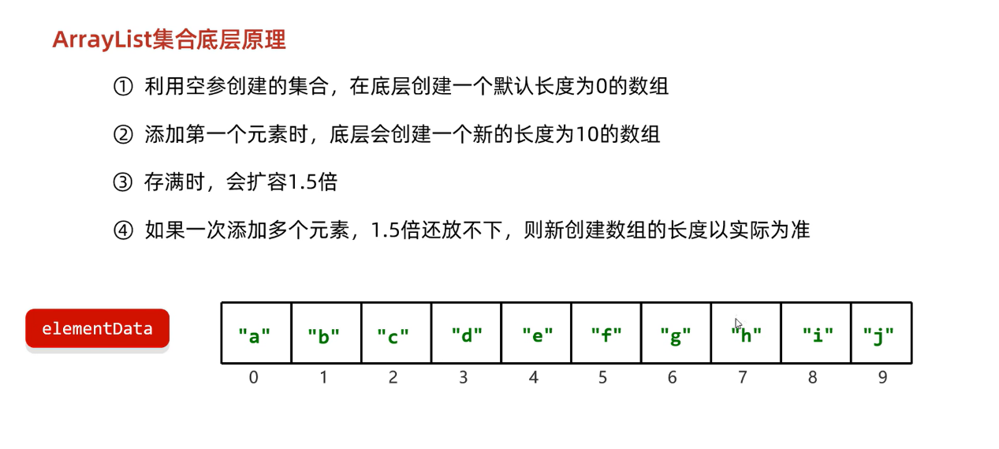 ArrayList集合底层原理
① 利用空参创建的集合，在底层创建一个默认长度为0的数组
② 添加第一个元素时，底层会创建一个新的长度为10的数组
③ 存满时，会扩容1.5倍
④ 如果一次添加多个元素，1.5倍还放不下，则新创建数组的长度以实际为准
elementData "a" "b" "c" "d" "e" "f" "g" "h" "i" "j"
0 1 2 3 4 5 6 7 8 9